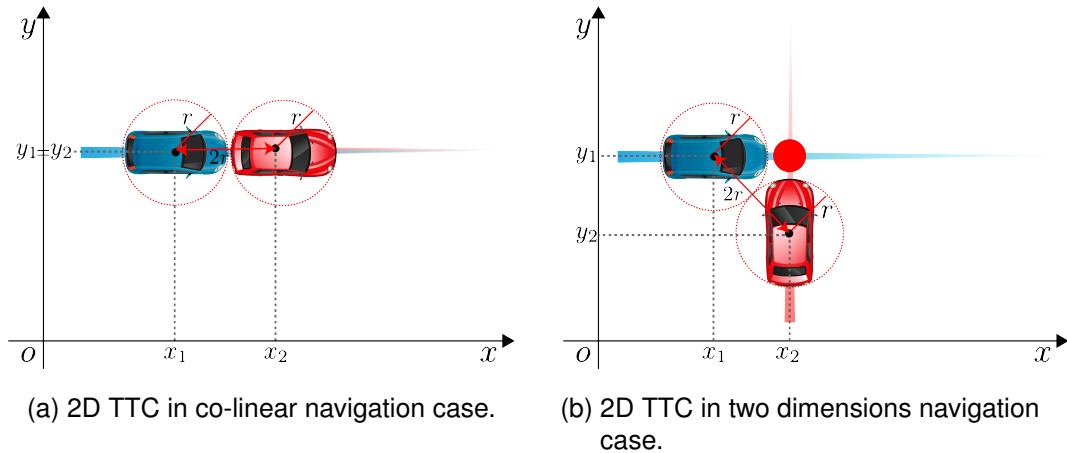 y
r
r
y₁=y₂
2r
o
x₁
x₂
x
(a) 2D TTC in co-linear navigation case.
y
r
y₁
2r
r
y₂
o
x₁
x₂
x
(b) 2D TTC in two dimensions navigation
case.